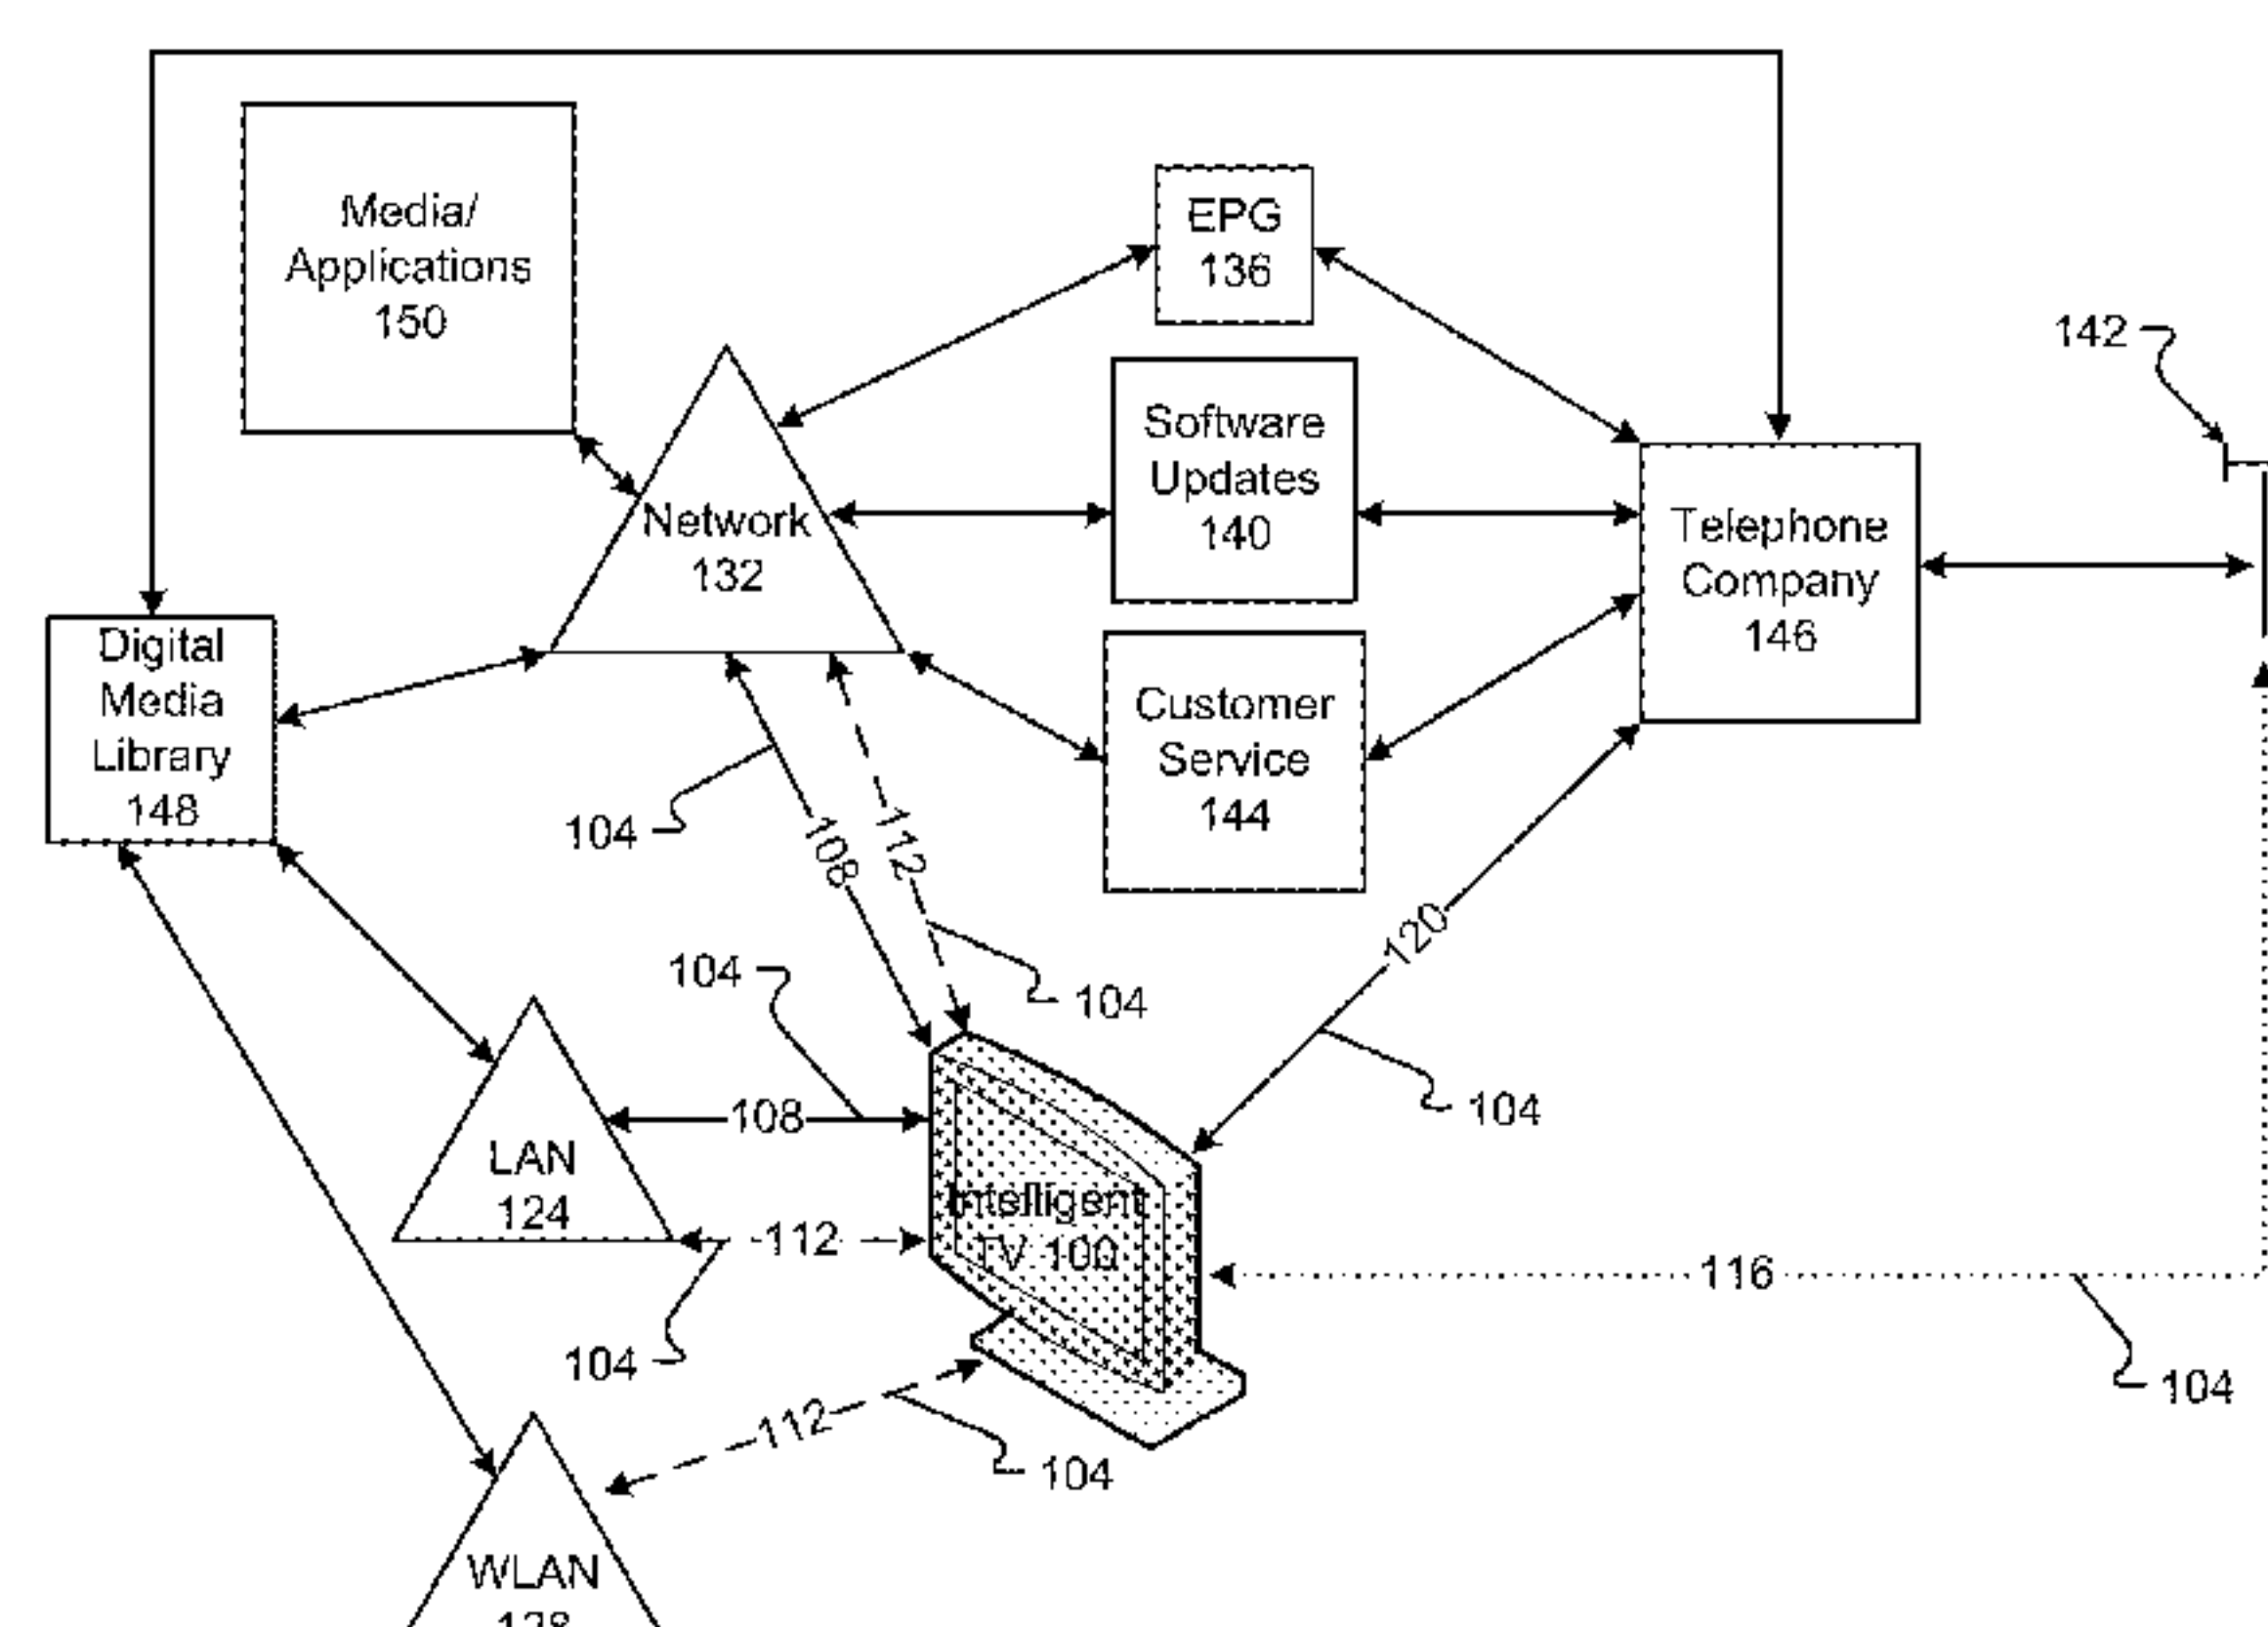 Media/
Applications
150
EPG
136
142
Software
Updates
140
Network
132
Telephone
Company
146
Digital
Media
Library
148
Customer
Service
144
104
108
112
120
104
104
104
108
LAN
124
Intelligent
TV 100
112
116
104
104
112
104
WLAN
128